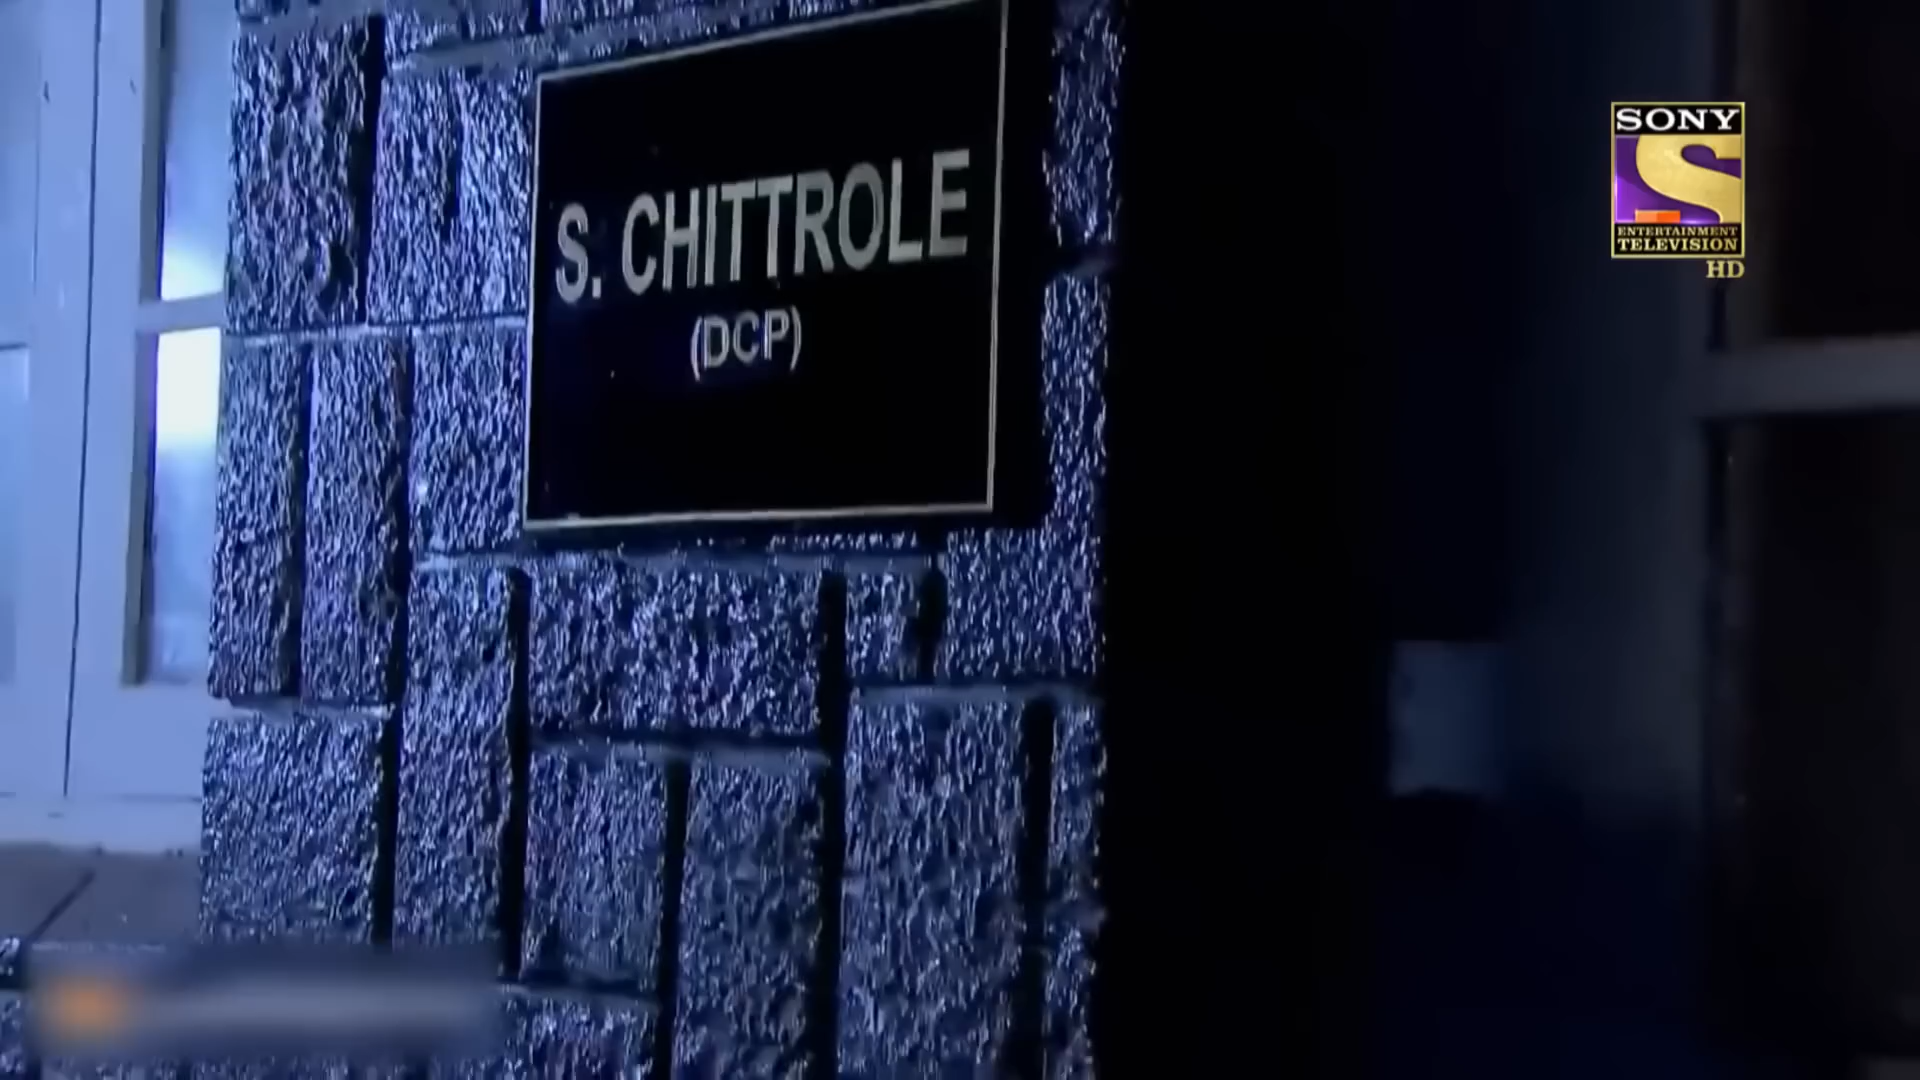 S. CHITTROLE
(DCP)
SONY
ENTERTAINMENT
TELEVISION
HD